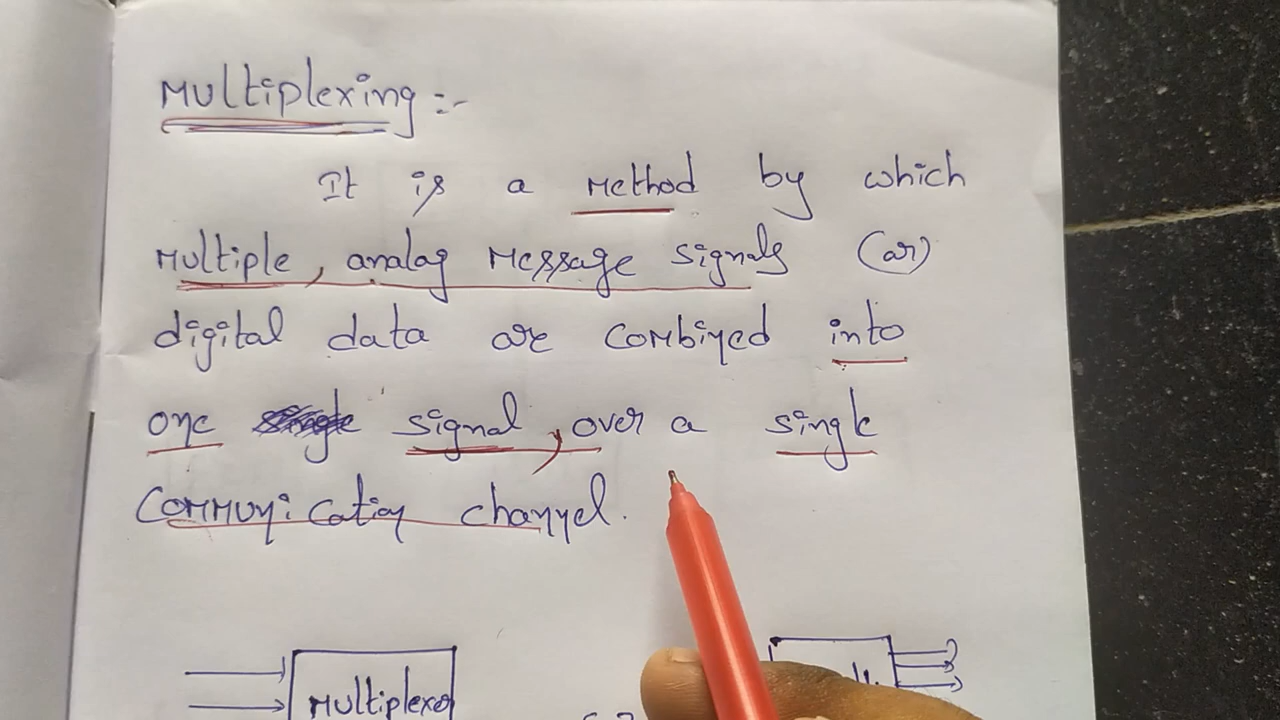 Multiplexing :-
It is a method by which
multiple, analog message signals (or)
digital data are combined into
one signal, over a single
communication channel.
Multiplexer